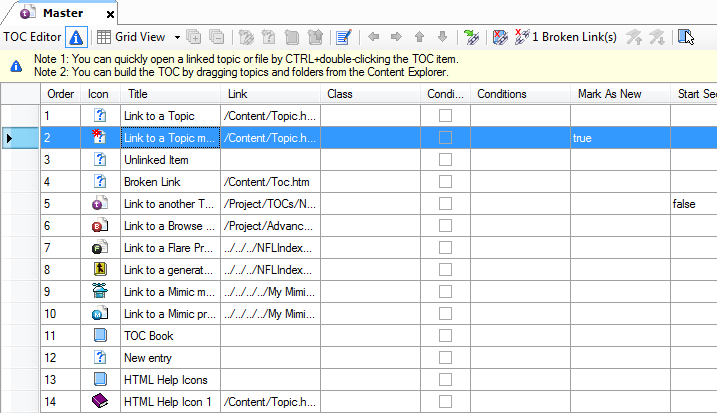 Master
TOC Editor Grid View 1 Broken Link(s)
Note 1: You can quickly open a linked topic or file by CTRL+double-clicking the TOC item.
Note 2: You can build the TOC by dragging topics and folders from the Content Explorer.
Order Icon Title Link Class Condi... Conditions Mark As New Start Sec
1 Link to a Topic /Content/Topic.h...
2 Link to a Topic m... /Content/Topic.h... true
3 Unlinked Item
4 Broken Link /Content/Toc.htm
5 Link to another T... /Project/TOCs/N... false
6 Link to a Browse ... /Project/Advanc...
7 Link to a Flare Pr... ../../../NFLIndex...
8 Link to a generat... ../../../NFLIndex...
9 Link to a Mimic m... ../../../../My Mimi...
10 Link to a Mimic pr... ../../../../My Mimi...
11 TOC Book
12 New entry
13 HTML Help Icons
14 HTML Help Icon 1 /Content/Topic.h...